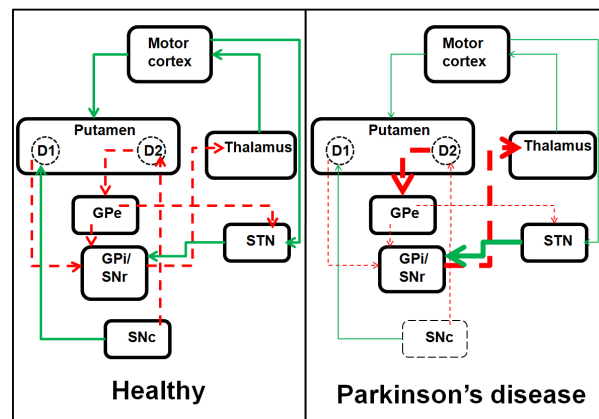 Motor
cortex
Putamen
D1
D2
Thalamus
GPe
STN
GPi/
SNr
SNc
Healthy
Motor
cortex
Putamen
D1
D2
Thalamus
GPe
STN
GPi/
SNr
SNc
Parkinson's disease